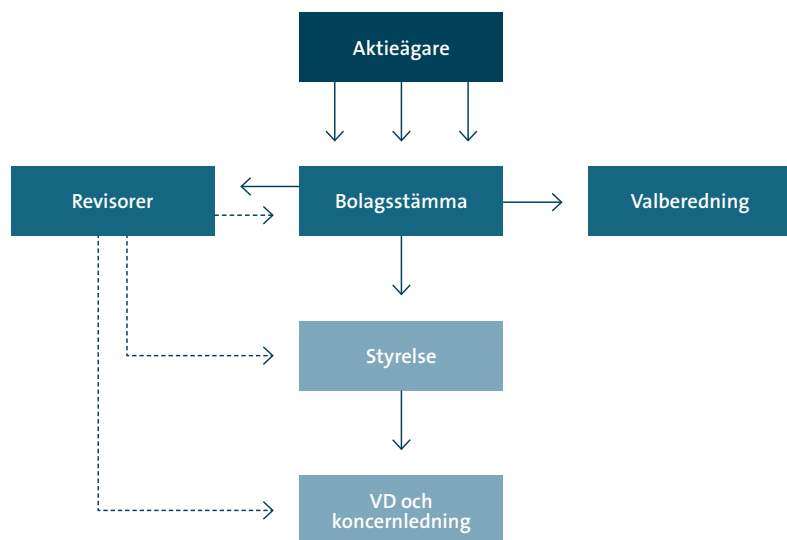 Aktieägare
Revisorer
Bolagsstämma
Valberedning
Styrelse
VD och
koncernledning